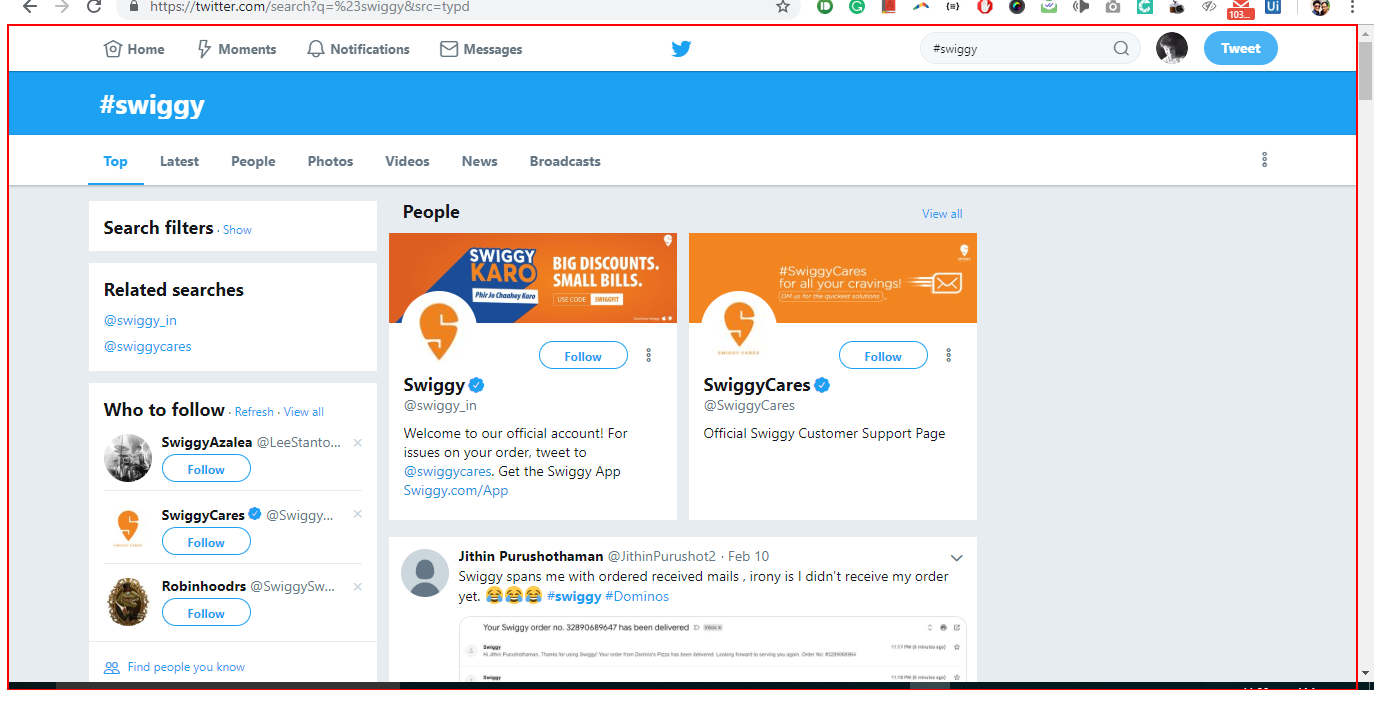 https://twitter.com/search?q=%23swiggy&src=typd
103...
Ui
Home Moments Notifications Messages
#swiggy
Tweet
#swiggy
Top Latest People Photos Videos News Broadcasts
Search filters · Show
Related searches
@swiggy_in
@swiggycares
Who to follow · Refresh · View all
SwiggyAzalea @LeeStanto...
Follow
SwiggyCares @Swiggy...
Follow
Robinhoodrs @SwiggySw...
Follow
Find people you know
People
View all
SWIGGY
KARO
Phir Jo Chaahey Karo
BIG DISCOUNTS.
SMALL BILLS.
USE CODE SWIGGYIT
Follow
Swiggy
@swiggy_in
Welcome to our official account! For
issues on your order, tweet to
@swiggycares. Get the Swiggy App
Swiggy.com/App
#SwiggyCares
for all your cravings!
DM us for the quickest solutions
SWIGGY CARES
Follow
SwiggyCares
@SwiggyCares
Official Swiggy Customer Support Page
Jithin Purushothaman @JithinPurushot2 · Feb 10
Swiggy spans me with ordered received mails , irony is I didn't receive my order
yet. 😂😂😂 #swiggy #Dominos
Your Swiggy order no. 32890689647 has been delivered Inbox x
Swiggy 11:17 PM (6 minutes ago)
Hi Jithin Purushothaman, Thanks for using Swiggy! Your order from Domino's Pizza has been delivered. Looking forward to serving you again. Order No: #3289068964
Swiggy 11:18 PM (6 minutes ago)